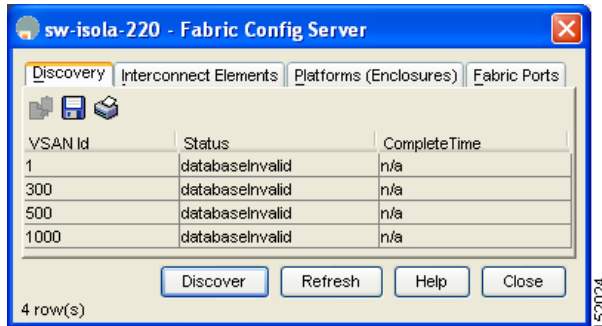 sw-isola-220 - Fabric Config Server
Discovery Interconnect Elements Platforms (Enclosures) Fabric Ports
VSAN Id Status CompleteTime
1 databaseInvalid n/a
300 databaseInvalid n/a
500 databaseInvalid n/a
1000 databaseInvalid n/a
Discover Refresh Help Close
4 row(s)
52024